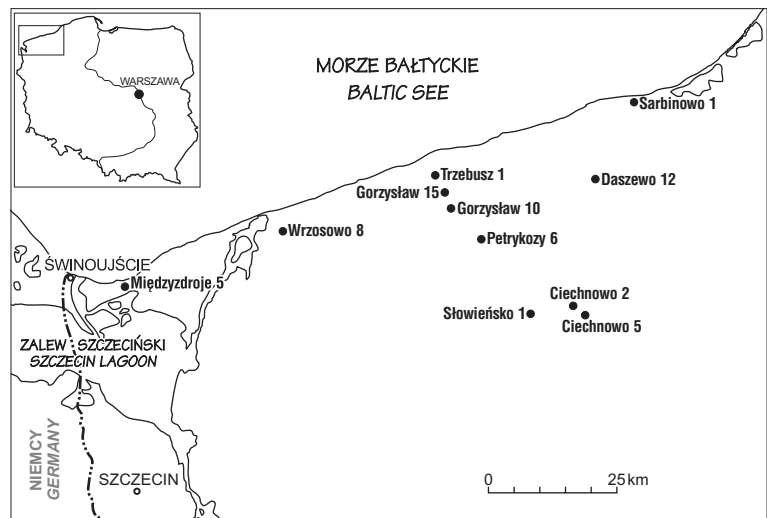 WARSZAWA
MORZE BAŁTYCKIE
BALTIC SEE
Sarbinowo 1
Trzebusz 1
Daszewo 12
Gorzysław 15
Gorzysław 10
Wrzosowo 8
Petrykozy 6
ŚWINOUJŚCIE
Międzyzdroje 5
Ciechnowo 2
Słowieńsko 1
Ciechnowo 5
ZALEW SZCZECIŃSKI
SZCZECIN LAGOON
NIEMCY
GERMANY
SZCZECIN
0 25 km